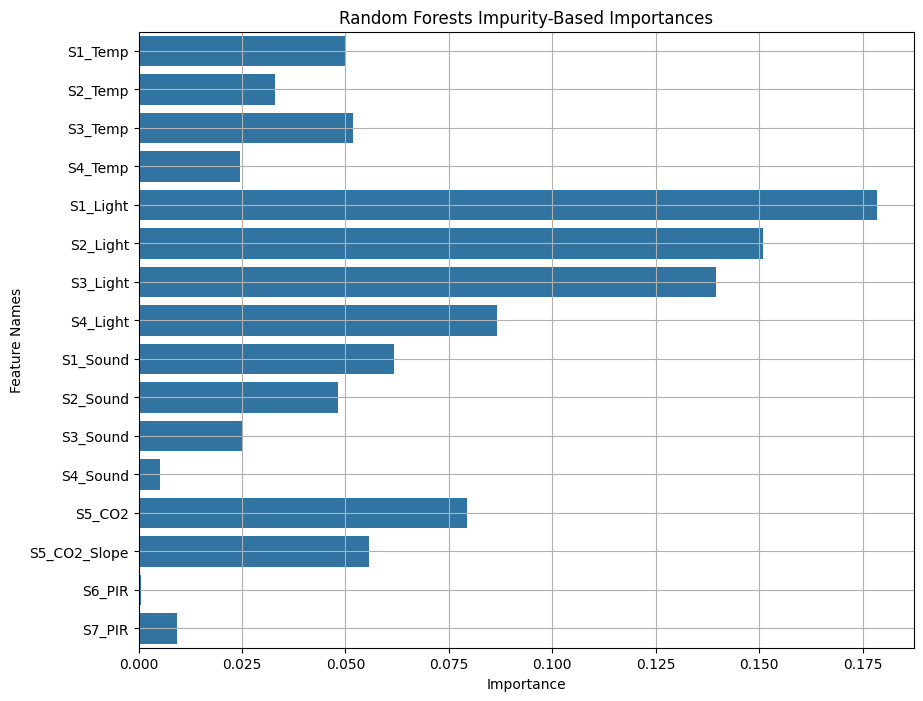 Random Forests Impurity-Based Importances
Feature Names
S1_Temp
S2_Temp
S3_Temp
S4_Temp
S1_Light
S2_Light
S3_Light
S4_Light
S1_Sound
S2_Sound
S3_Sound
S4_Sound
S5_CO2
S5_CO2_Slope
S6_PIR
S7_PIR
0.000 0.025 0.050 0.075 0.100 0.125 0.150 0.175
Importance